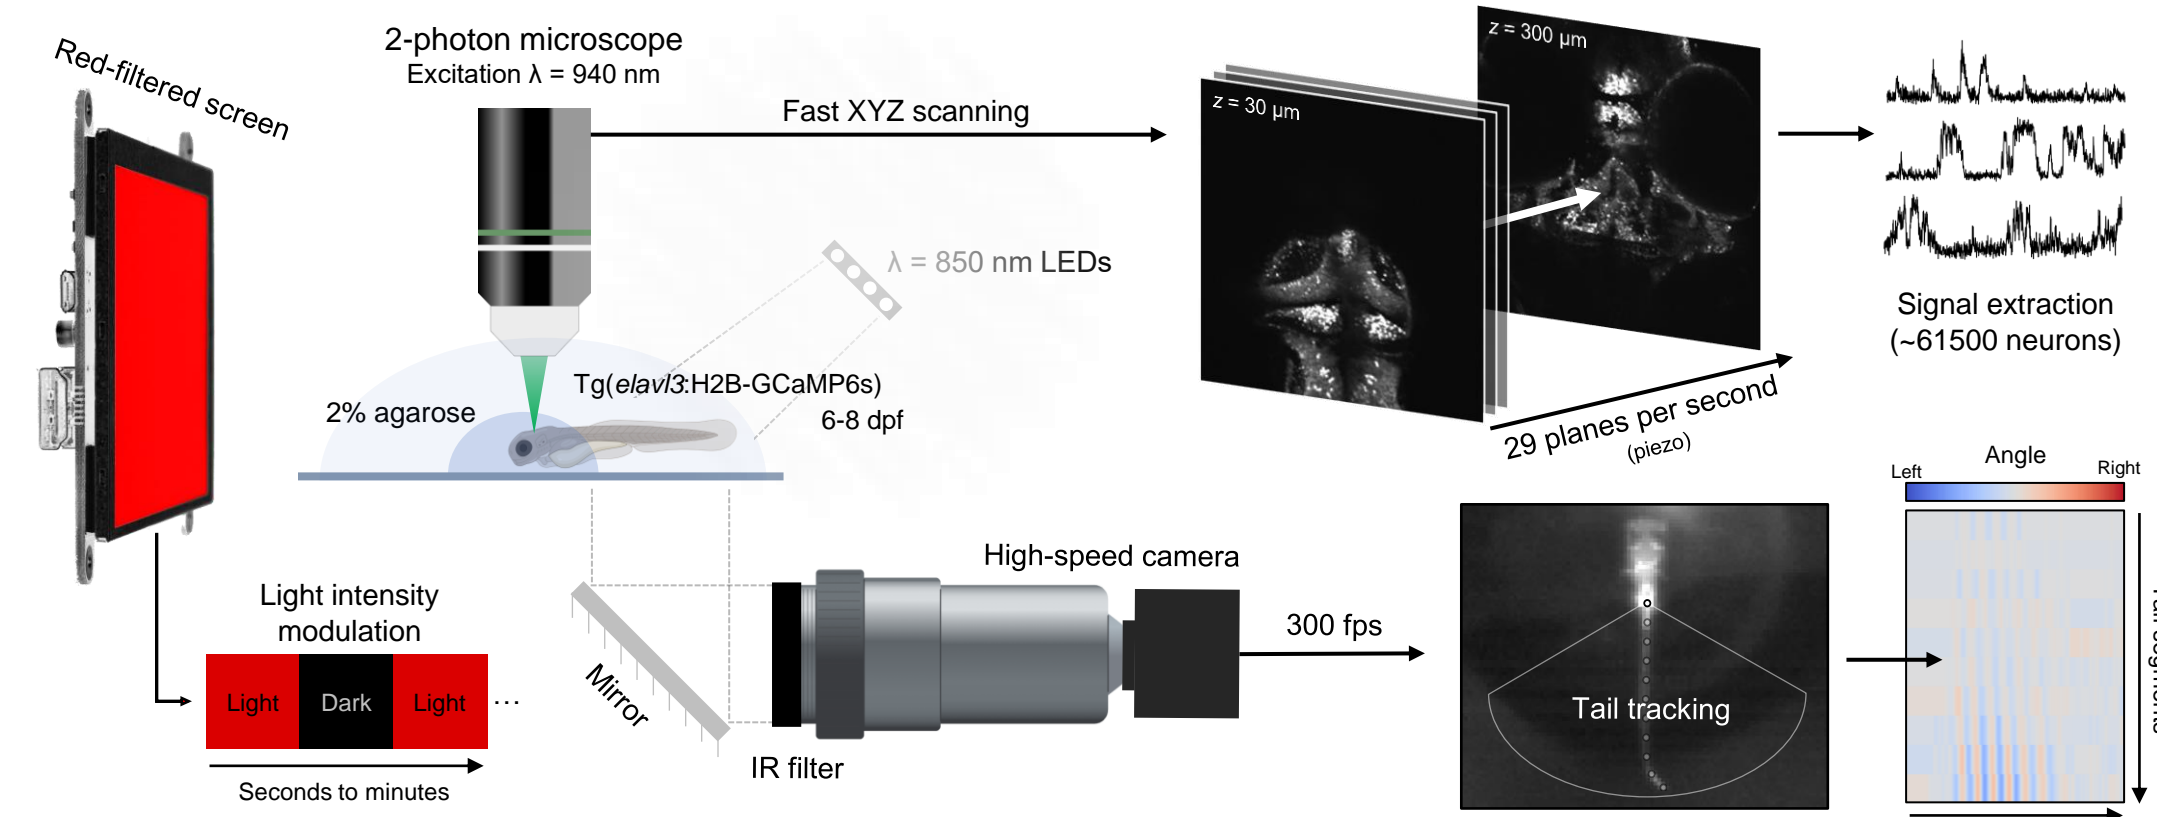 Red-filtered screen
2-photon microscope
Excitation λ = 940 nm
Fast XYZ scanning
z = 30 µm
z = 300 µm
29 planes per second
(piezo)
Signal extraction
(~61500 neurons)
λ = 850 nm LEDs
Tg(elavl3:H2B-GCaMP6s)
6-8 dpf
2% agarose
Light intensity
modulation
Light
Dark
Light
...
Seconds to minutes
Mirror
IR filter
High-speed camera
300 fps
Tail tracking
Angle
Left
Right